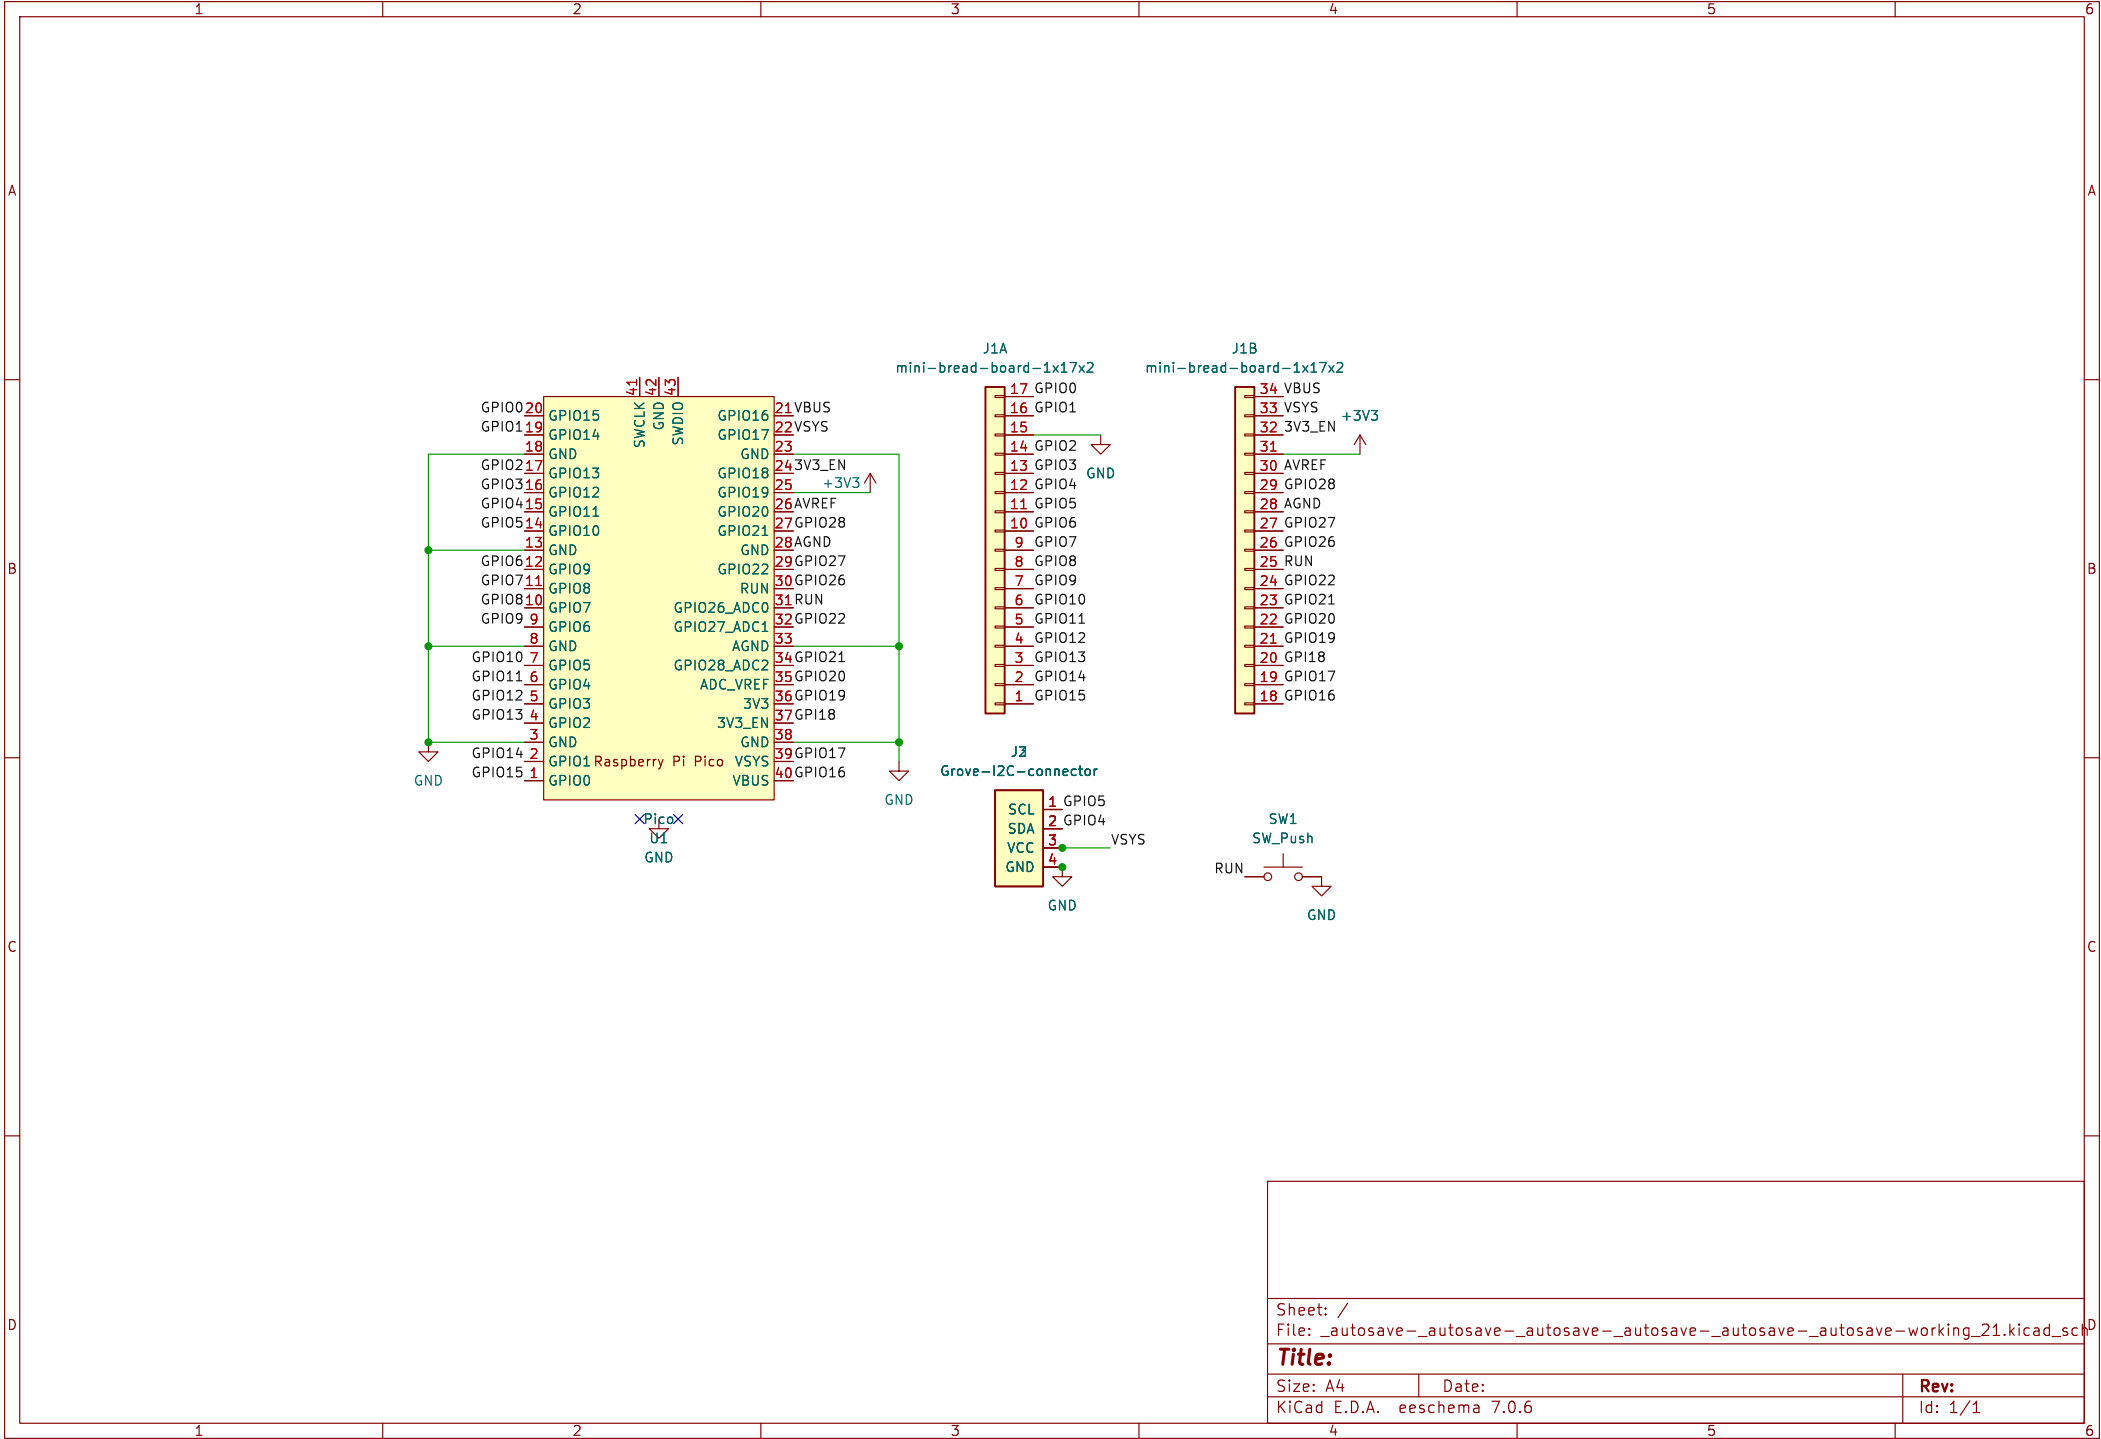 1 2 3 4 5 6
A A
B B
C C
D D
1 2 3 4 5 6
41 42 43
SWCLK GND SWDIO
GPIO0 20 GPIO15 GPIO16 21 VBUS
GPIO1 19 GPIO14 GPIO17 22 VSYS
18 GND GND 23
GPIO2 17 GPIO13 GPIO18 24 3V3_EN
+3V3
GPIO3 16 GPIO12 GPIO19 25
GPIO4 15 GPIO11 GPIO20 26 AVREF
GPIO5 14 GPIO10 GPIO21 27 GPIO28
13 GND GND 28 AGND
GPIO6 12 GPIO9 GPIO22 29 GPIO27
GPIO7 11 GPIO8 RUN 30 GPIO26
GPIO8 10 GPIO7 GPIO26_ADC0 31 RUN
GPIO9 9 GPIO6 GPIO27_ADC1 32 GPIO22
8 GND AGND 33
GPIO10 7 GPIO5 GPIO28_ADC2 34 GPIO21
GPIO11 6 GPIO4 ADC_VREF 35 GPIO20
GPIO12 5 GPIO3 3V3 36 GPIO19
GPIO13 4 GPIO2 3V3_EN 37 GPI18
3 GND GND 38
GPIO14 2 GPIO1 Raspberry Pi Pico VSYS 39 GPIO17
GPIO15 1 GPIO0 VBUS 40 GPIO16
GND
GND
Pico
U1
GND
J1A
mini-bread-board-1x17x2
17 GPIO0
16 GPIO1
15
14 GPIO2
GND
13 GPIO3
12 GPIO4
11 GPIO5
10 GPIO6
9 GPIO7
8 GPIO8
7 GPIO9
6 GPIO10
5 GPIO11
4 GPIO12
3 GPIO13
2 GPIO14
1 GPIO15
J1B
mini-bread-board-1x17x2
34 VBUS
33 VSYS
+3V3
32 3V3_EN
31
30 AVREF
29 GPIO28
28 AGND
27 GPIO27
26 GPIO26
25 RUN
24 GPIO22
23 GPIO21
22 GPIO20
21 GPIO19
20 GPI18
19 GPIO17
18 GPIO16
Grove-I2C-connector
SCL 1 GPIO5
SDA 2 GPIO4
VCC 3 VSYS
GND 4
GND
SW1
SW_Push
RUN
GND
Sheet: /
File: _autosave-_autosave-_autosave-_autosave-_autosave-_autosave-working_21.kicad_sch
Title:
Size: A4 Date: Rev:
KiCad E.D.A. eeschema 7.0.6 Id: 1/1